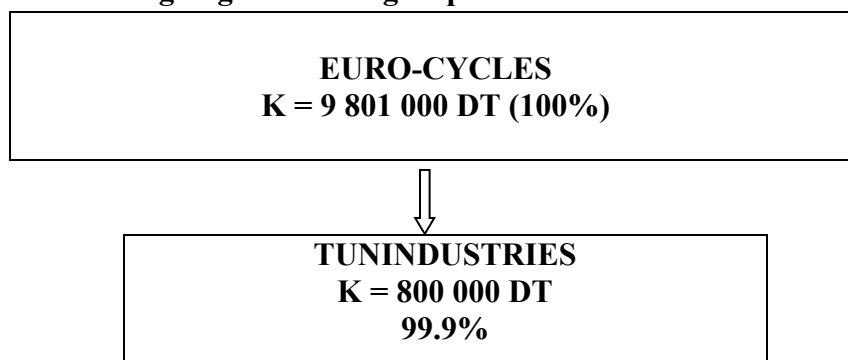 EURO-CYCLES
K = 9 801 000 DT (100%)
TUNINDUSTRIES
K = 800 000 DT
99.9%